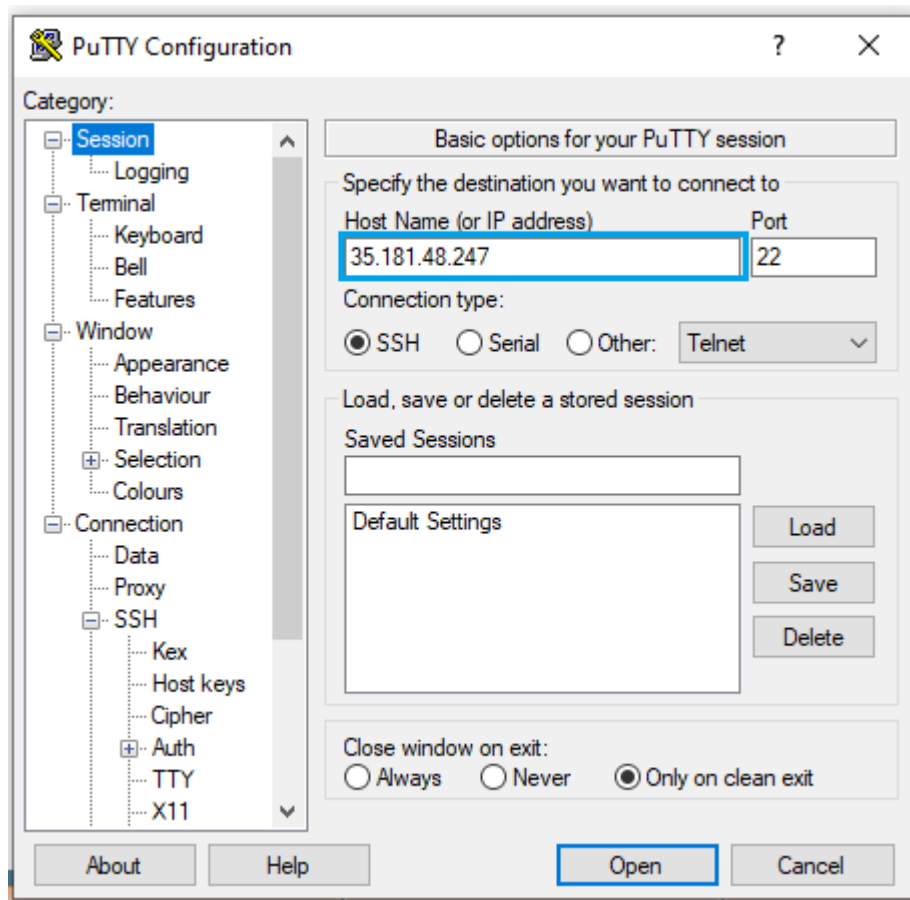 PuTTY Configuration
?
Category:
Session
Logging
Terminal
Keyboard
Bell
Features
Window
Appearance
Behaviour
Translation
Selection
Colours
Connection
Data
Proxy
SSH
Kex
Host keys
Cipher
Auth
TTY
X11
Basic options for your PuTTY session
Specify the destination you want to connect to
Host Name (or IP address) Port
35.181.48.247 22
Connection type:
SSH Serial Other: Telnet
Load, save or delete a stored session
Saved Sessions
Default Settings
Load
Save
Delete
Close window on exit:
Always Never Only on clean exit
About Help Open Cancel